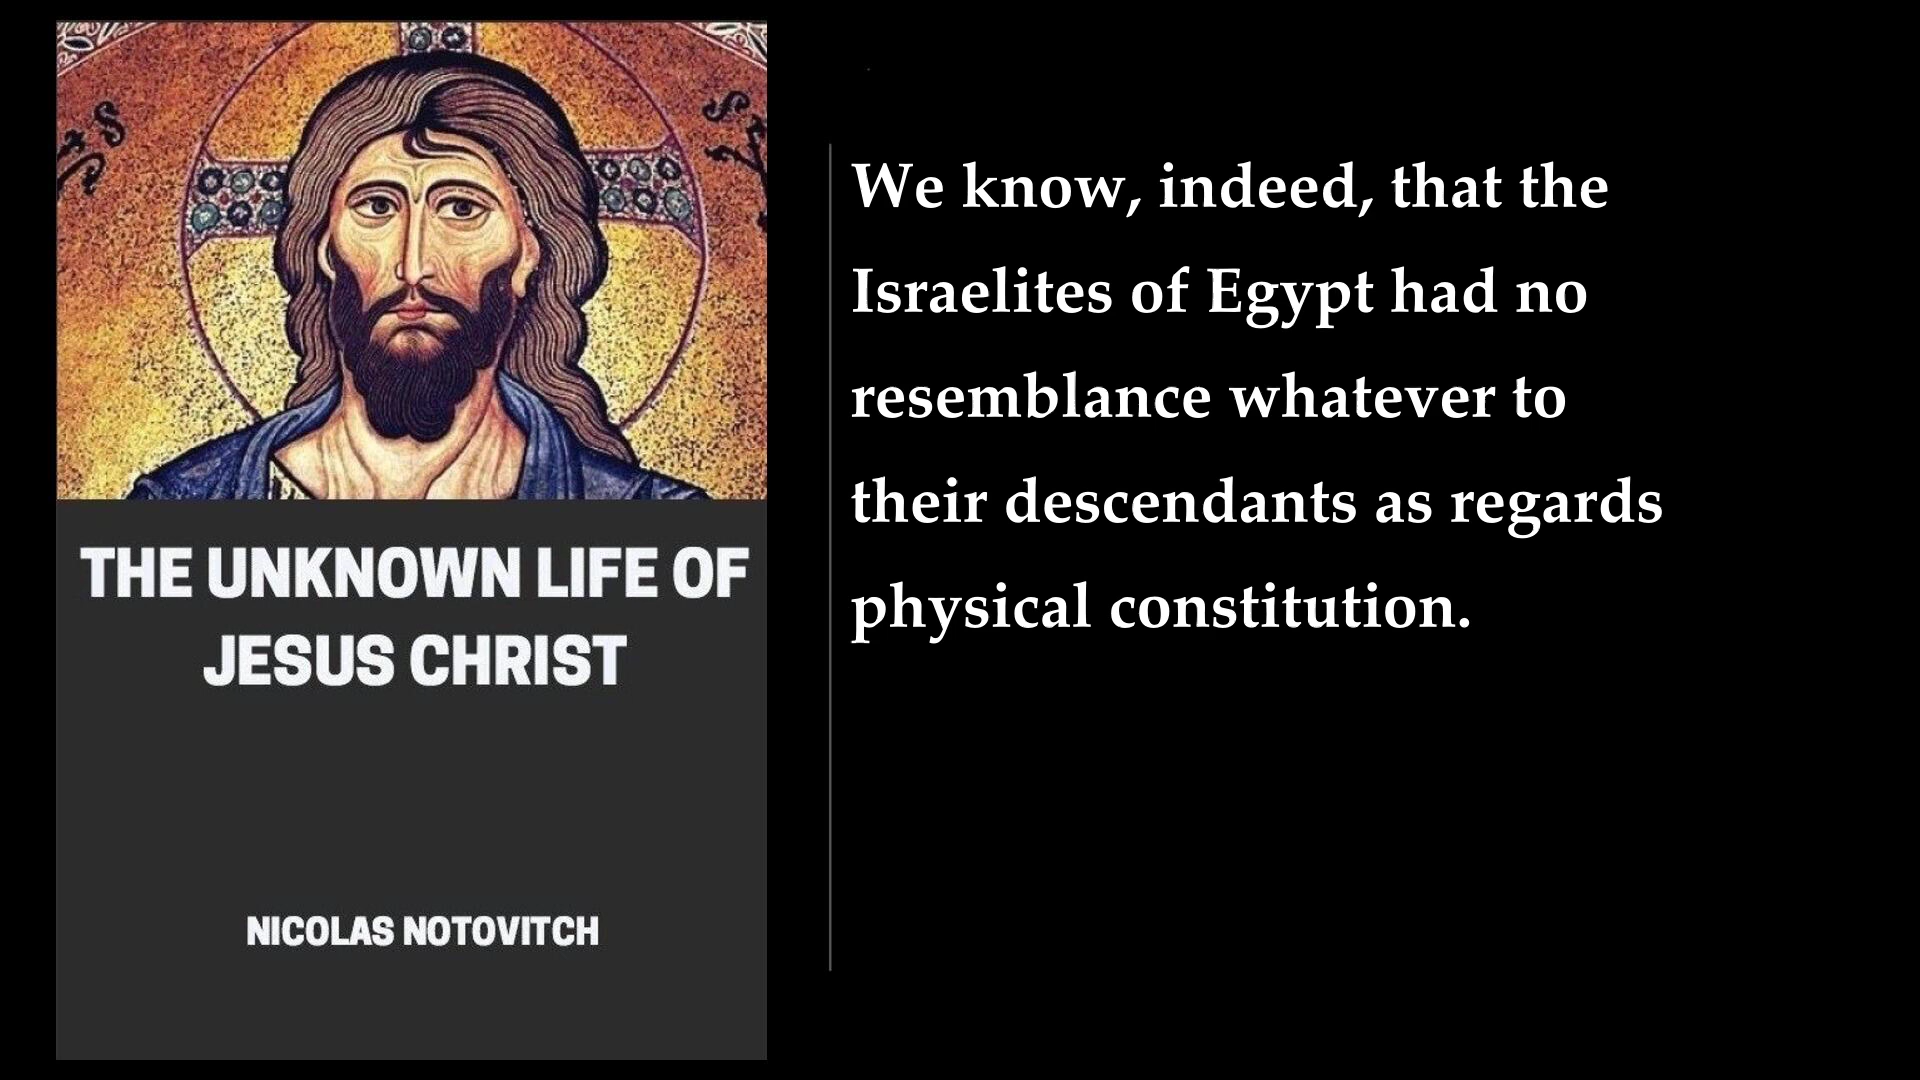 THE UNKNOWN LIFE OF
JESUS CHRIST
NICOLAS NOTOVITCH
We know, indeed, that the
Israelites of Egypt had no
resemblance whatever to
their descendants as regards
physical constitution.